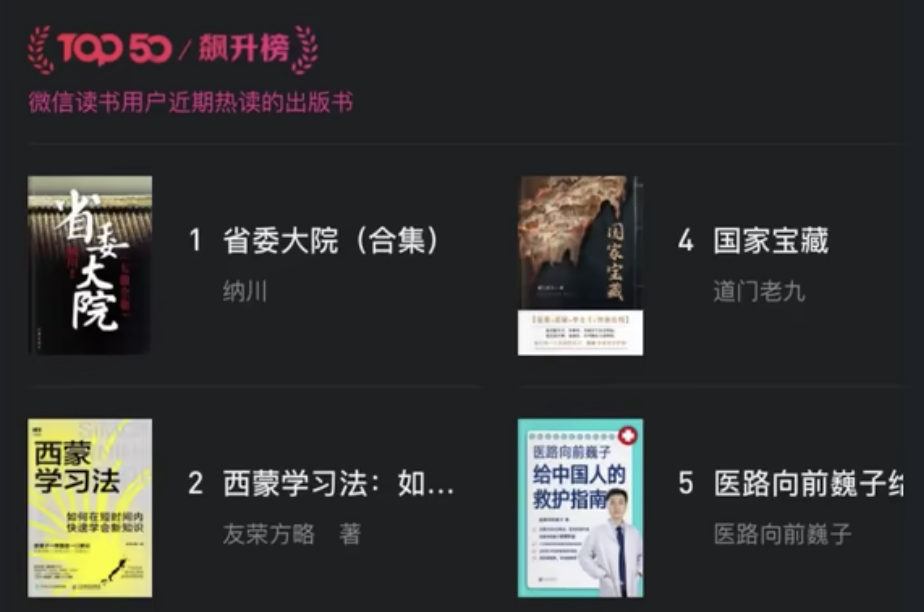 TOP 50 / 飙升榜
微信读书用户近期热读的出版书
省委大院
1 省委大院（合集）
纳川
国家宝藏
4 国家宝藏
道门老九
西蒙
学习法
如何在短时间内
快速学会新知识
2 西蒙学习法：如...
友荣方略 著
医路向前巍子
给中国人的
救护指南
5 医路向前巍子给
医路向前巍子